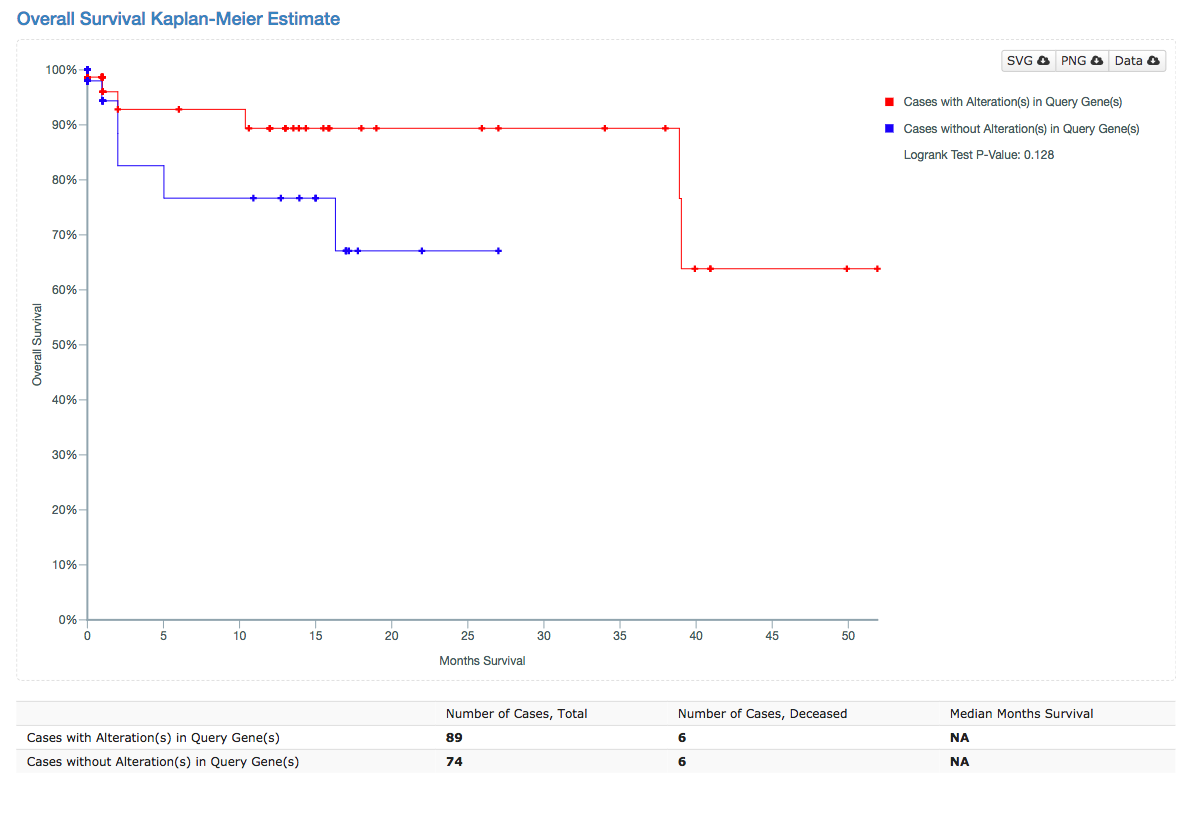 Overall Survival Kaplan-Meier Estimate
SVG PNG Data
Cases with Alteration(s) in Query Gene(s)
Cases without Alteration(s) in Query Gene(s)
Logrank Test P-Value: 0.128
100%
90%
80%
70%
60%
50%
40%
30%
20%
10%
0%
Overall Survival
0 5 10 15 20 25 30 35 40 45 50
Months Survival
Number of Cases, Total Number of Cases, Deceased Median Months Survival
Cases with Alteration(s) in Query Gene(s) 89 6 NA
Cases without Alteration(s) in Query Gene(s) 74 6 NA